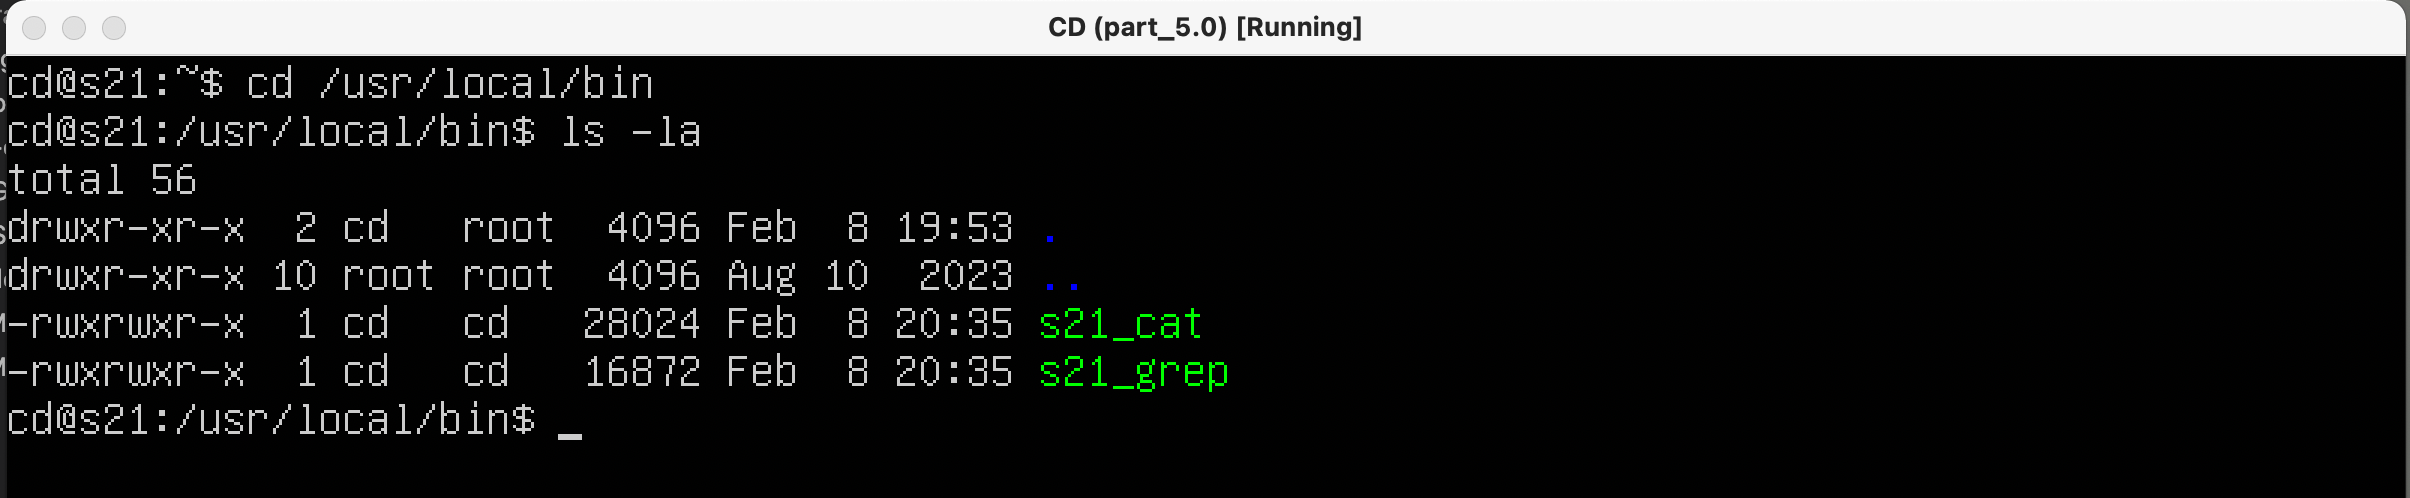 CD (part_5.0) [Running]
cd@s21:~$ cd /usr/local/bin
cd@s21:/usr/local/bin$ ls -la
total 56
drwxr-xr-x  2 cd   root  4096 Feb  8 19:53 .
drwxr-xr-x 10 root root  4096 Aug 10  2023 ..
-rwxrwxr-x  1 cd   cd   28024 Feb  8 20:35 s21_cat
-rwxrwxr-x  1 cd   cd   16872 Feb  8 20:35 s21_grep
cd@s21:/usr/local/bin$ _